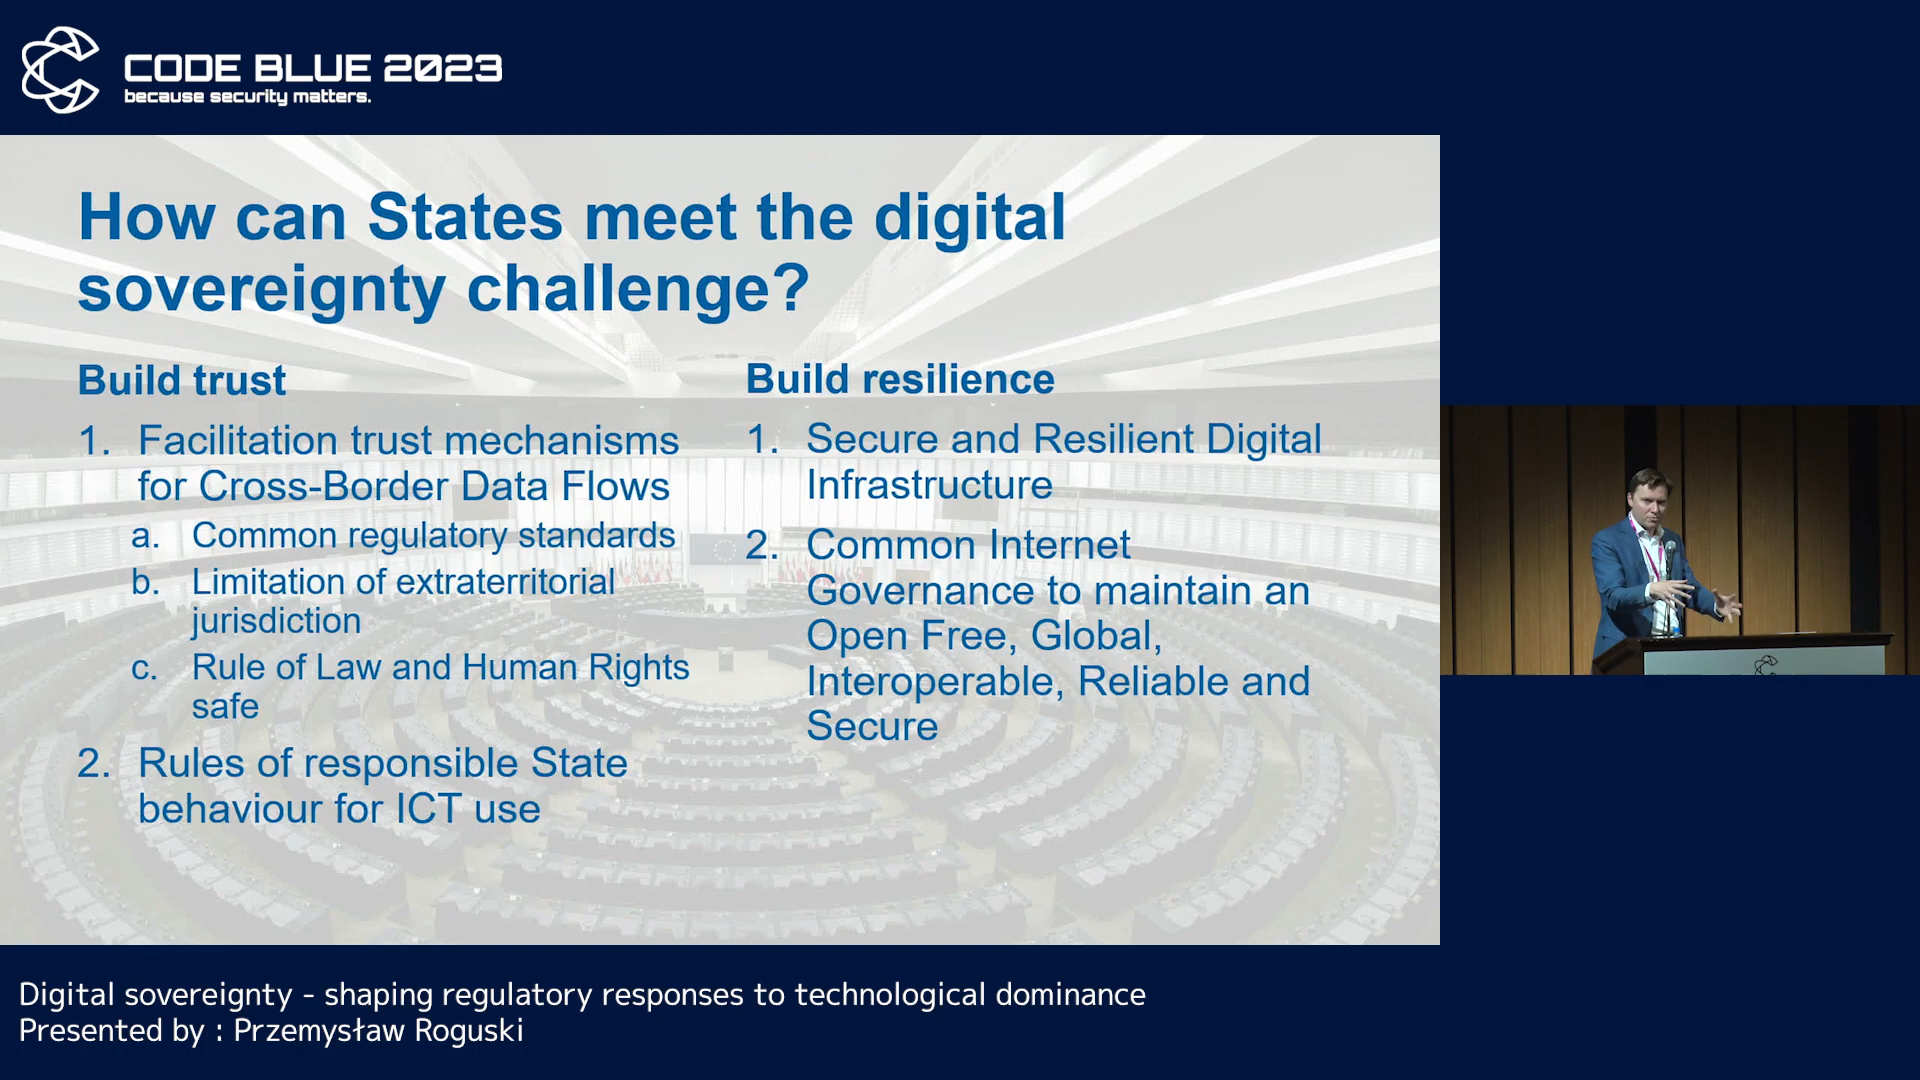 CODE BLUE 2023
because security matters.
How can States meet the digital
sovereignty challenge?
Build trust
1. Facilitation trust mechanisms
for Cross-Border Data Flows
a. Common regulatory standards
b. Limitation of extraterritorial
jurisdiction
c. Rule of Law and Human Rights
safe
2. Rules of responsible State
behaviour for ICT use
Build resilience
1. Secure and Resilient Digital
Infrastructure
2. Common Internet
Governance to maintain an
Open Free, Global,
Interoperable, Reliable and
Secure
Digital sovereignty - shaping regulatory responses to technological dominance
Presented by : Przemysław Roguski